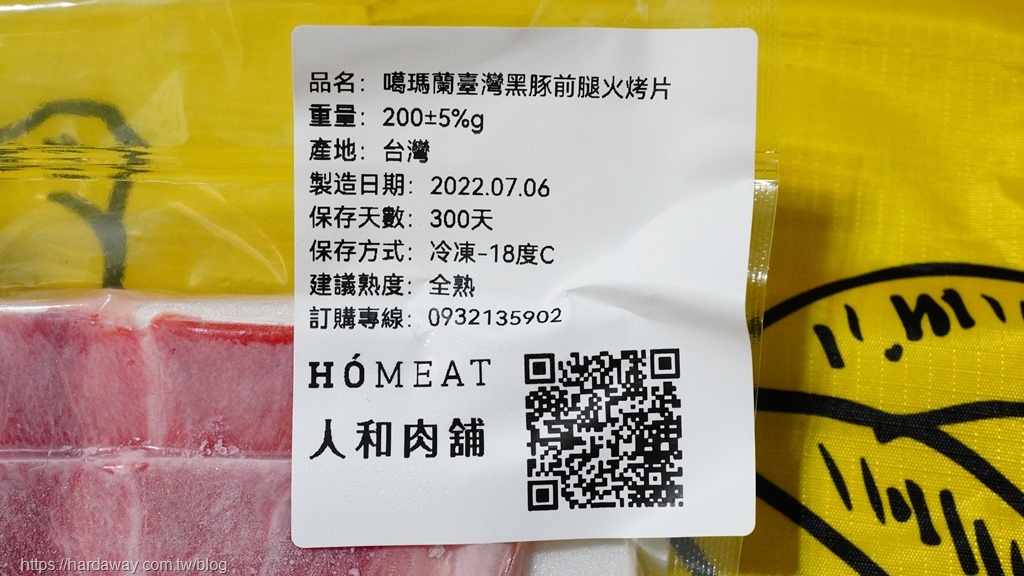 品名：噶瑪蘭臺灣黑豚前腿火烤片
重量：200±5%g
產地：台灣
製造日期：2022.07.06
保存天數：300天
保存方式：冷凍-18度C
建議熟度：全熟
訂購專線：0932135902
HÓMEAT
人和肉舖
https://hardaway.com.tw/blog